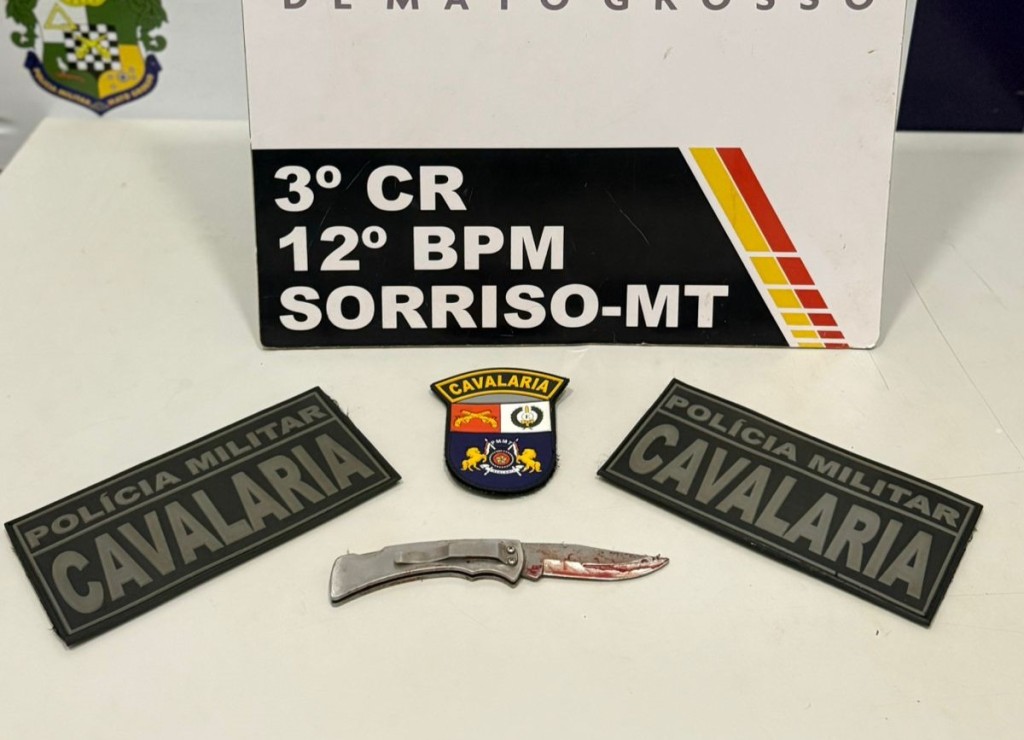 DE MATO GROSSO
3º CR
12º BPM
SORRISO-MT
CAVALARIA
POLÍCIA MILITAR
CAVALARIA
POLÍCIA MILITAR
CAVALARIA